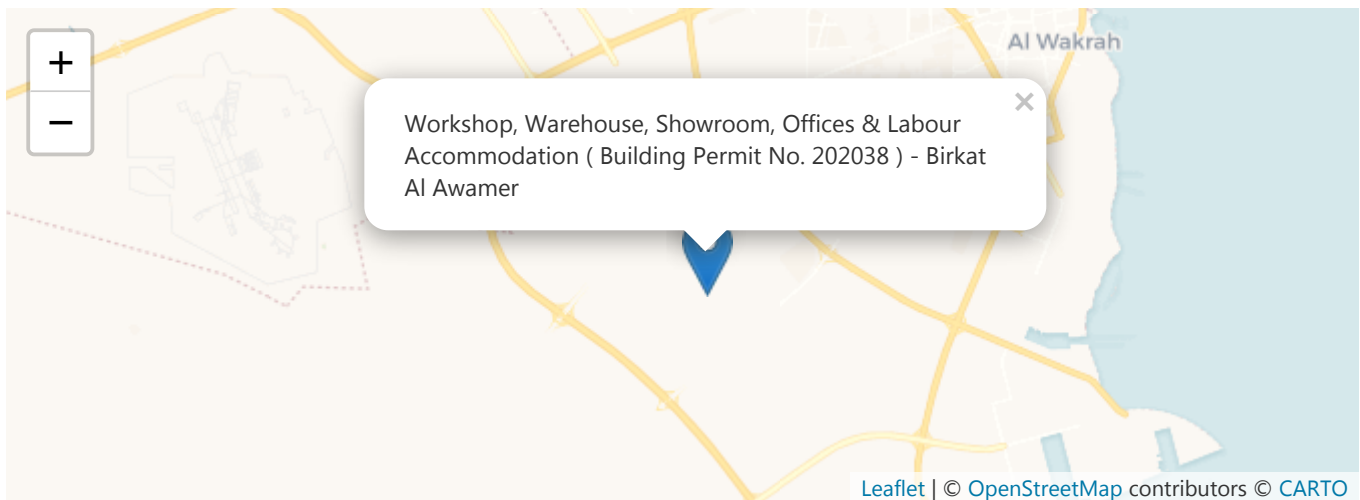 +
−
Al Wakrah
×
Workshop, Warehouse, Showroom, Offices & Labour
Accommodation ( Building Permit No. 202038 ) - Birkat
Al Awamer
Leaflet | © OpenStreetMap contributors © CARTO